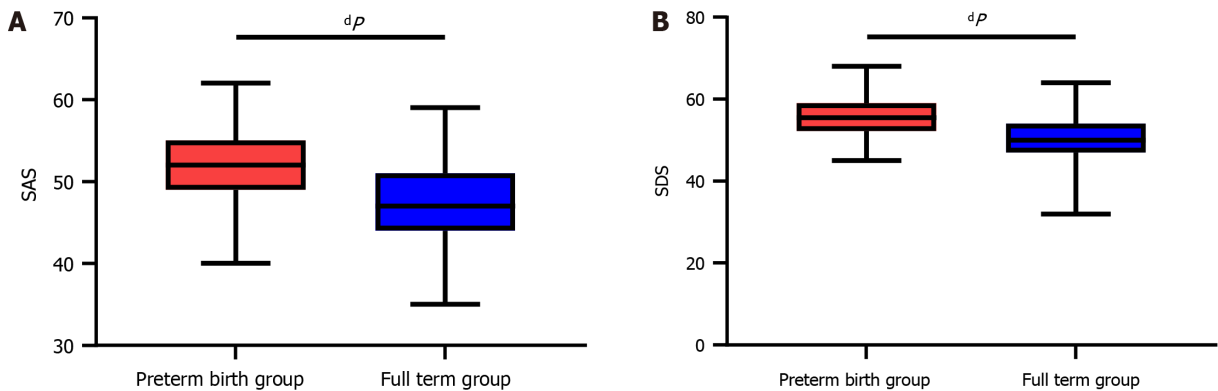 A
70
60
50
40
30
SAS
dP
Preterm birth group
Full term group
B
80
60
40
20
0
SDS
dP
Preterm birth group
Full term group